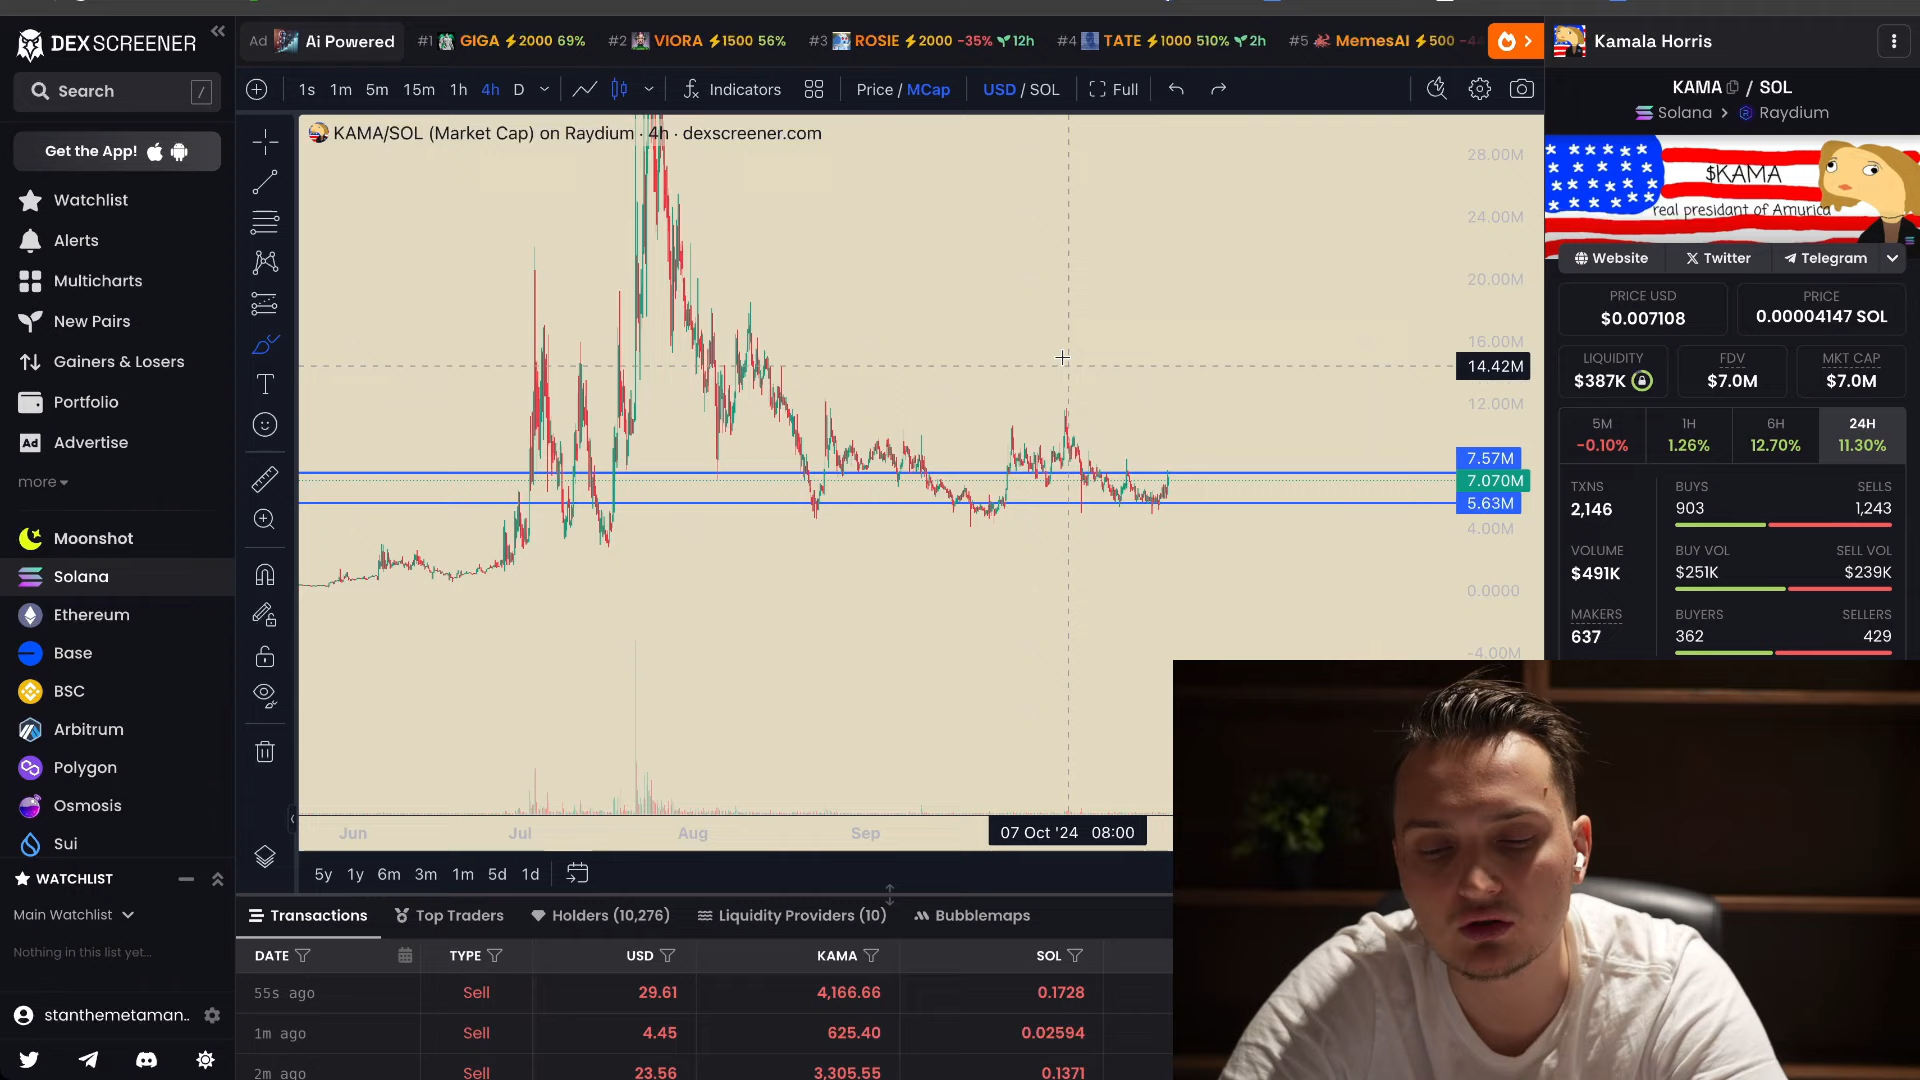 DEX SCREENER
Search /
Get the App!
Watchlist
Alerts
Multicharts
New Pairs
Gainers & Losers
Portfolio
Ad Advertise
more
Moonshot
Solana
Ethereum
Base
BSC
Arbitrum
Polygon
Osmosis
Sui
WATCHLIST
Main Watchlist
Nothing in this list yet...
stanthemetaman..
Ad Ai Powered #1 GIGA 2000 69% #2 VIORA 1500 56% #3 ROSIE 2000 -35% 12h #4 TATE 1000 510% 2h #5 MemesAI 500
1s 1m 5m 15m 1h 4h D Indicators Price / MCap USD / SOL Full
KAMA/SOL (Market Cap) on Raydium · 4h · dexscreener.com
28.00M
24.00M
20.00M
16.00M
14.42M
12.00M
7.57M
7.070M
5.63M
4.00M
0.0000
-4.00M
Jun Jul Aug Sep 07 Oct '24 08:00
5y 1y 6m 3m 1m 5d 1d
Transactions Top Traders Holders (10,276) Liquidity Providers (10) Bubblemaps
DATE TYPE USD KAMA SOL
55s ago Sell 29.61 4,166.66 0.1728
1m ago Sell 4.45 625.40 0.02594
2m ago Sell 23.56 3,305.55 0.1371
Kamala Horris
KAMA / SOL
Solana > Raydium
$KAMA
real presidant of Amurica
Website Twitter Telegram
PRICE USD PRICE
$0.007108 0.00004147 SOL
LIQUIDITY FDV MKT CAP
$387K $7.0M $7.0M
5M 1H 6H 24H
-0.10% 1.26% 12.70% 11.30%
TXNS BUYS SELLS
2,146 903 1,243
VOLUME BUY VOL SELL VOL
$491K $251K $239K
MAKERS BUYERS SELLERS
637 362 429